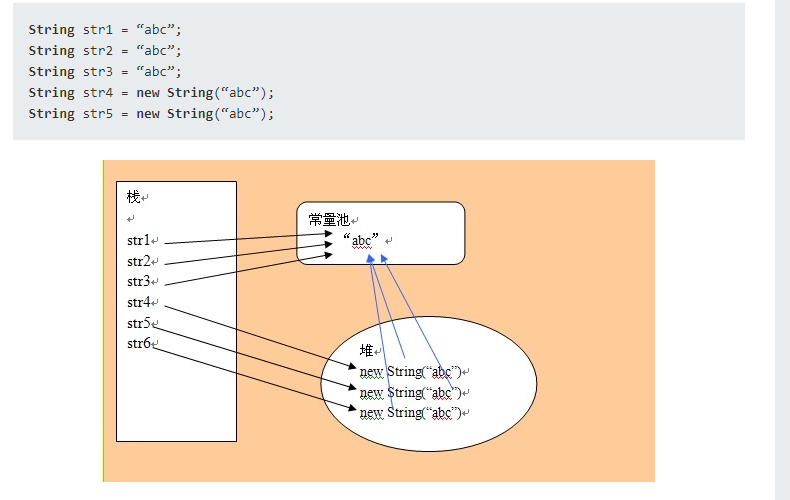 String str1 = “abc”;
String str2 = “abc”;
String str3 = “abc”;
String str4 = new String(“abc”);
String str5 = new String(“abc”);
栈
常量池
“abc”
str1
str2
str3
str4
str5
str6
堆
new String(“abc”)
new String(“abc”)
new String(“abc”)